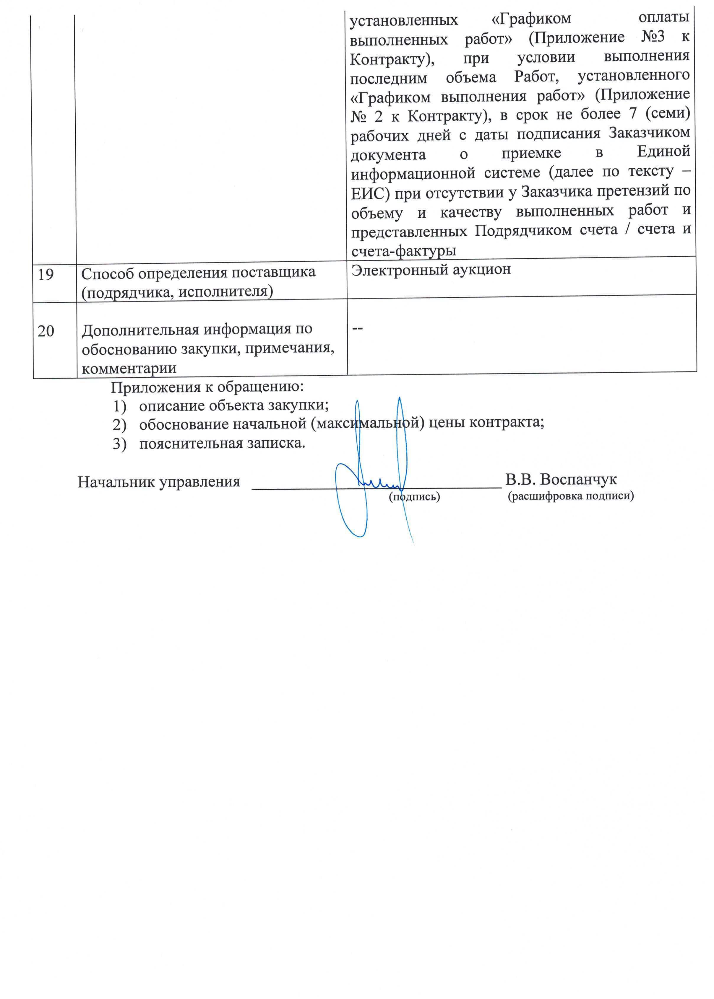 установленных «Графиком оплаты
выполненных работ» (Приложение №3 к
Контракту), при условии выполнения
последним объема Работ, установленного
«Графиком выполнения работ» (Приложение
№ 2 к Контракту), в срок не более 7 (семи)
рабочих дней с даты подписания Заказчиком
документа о приемке в Единой
информационной системе (далее по тексту –
ЕИС) при отсутствии у Заказчика претензий по
объему и качеству выполненных работ и
представленных Подрядчиком счета / счета и
счета-фактуры
19 Способ определения поставщика Электронный аукцион
(подрядчика, исполнителя)
20 Дополнительная информация по --
обоснованию закупки, примечания,
комментарии
Приложения к обращению:
1) описание объекта закупки;
2) обоснование начальной (максимальной) цены контракта;
3) пояснительная записка.
Начальник управления В.В. Воспанчук
(подпись) (расшифровка подписи)